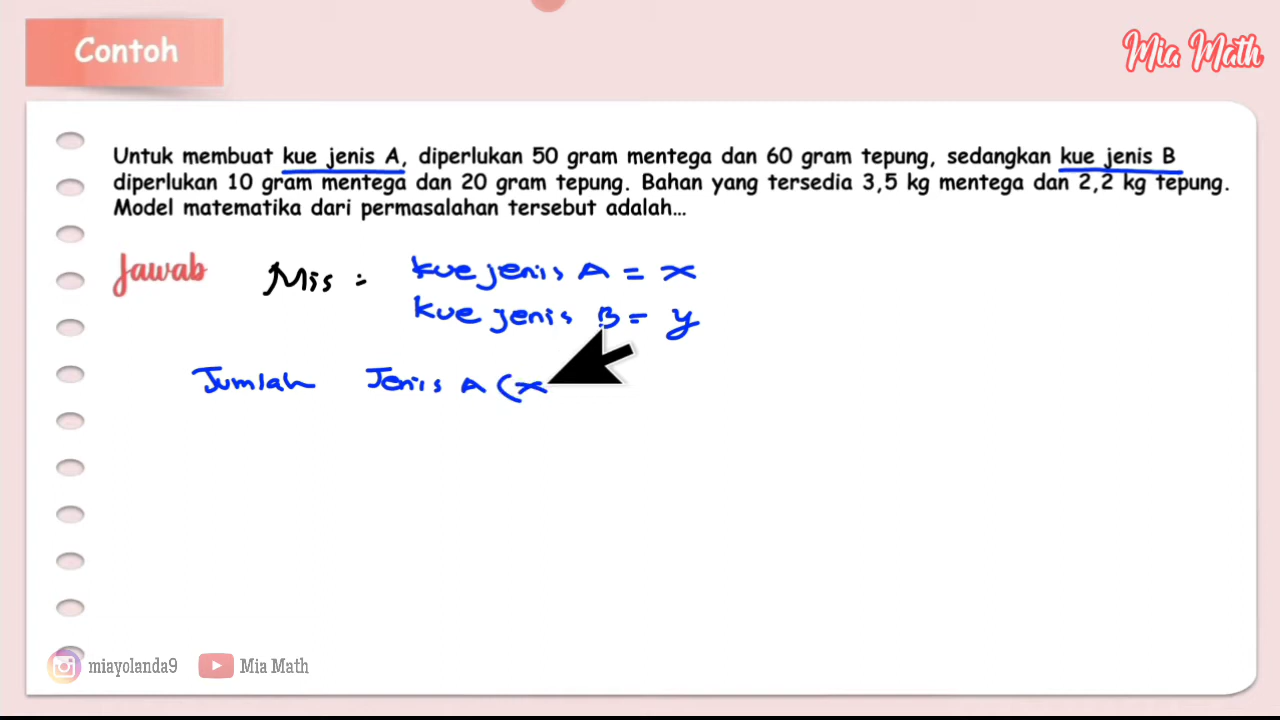 Contoh
Mia Math
Untuk membuat kue jenis A, diperlukan 50 gram mentega dan 60 gram tepung, sedangkan kue jenis B
diperlukan 10 gram mentega dan 20 gram tepung. Bahan yang tersedia 3,5 kg mentega dan 2,2 kg tepung.
Model matematika dari permasalahan tersebut adalah...
Jawab Mis = kue jenis A = x
kue jenis B = y
Jumlah Jenis A (x
miyolanda9 Mia Math